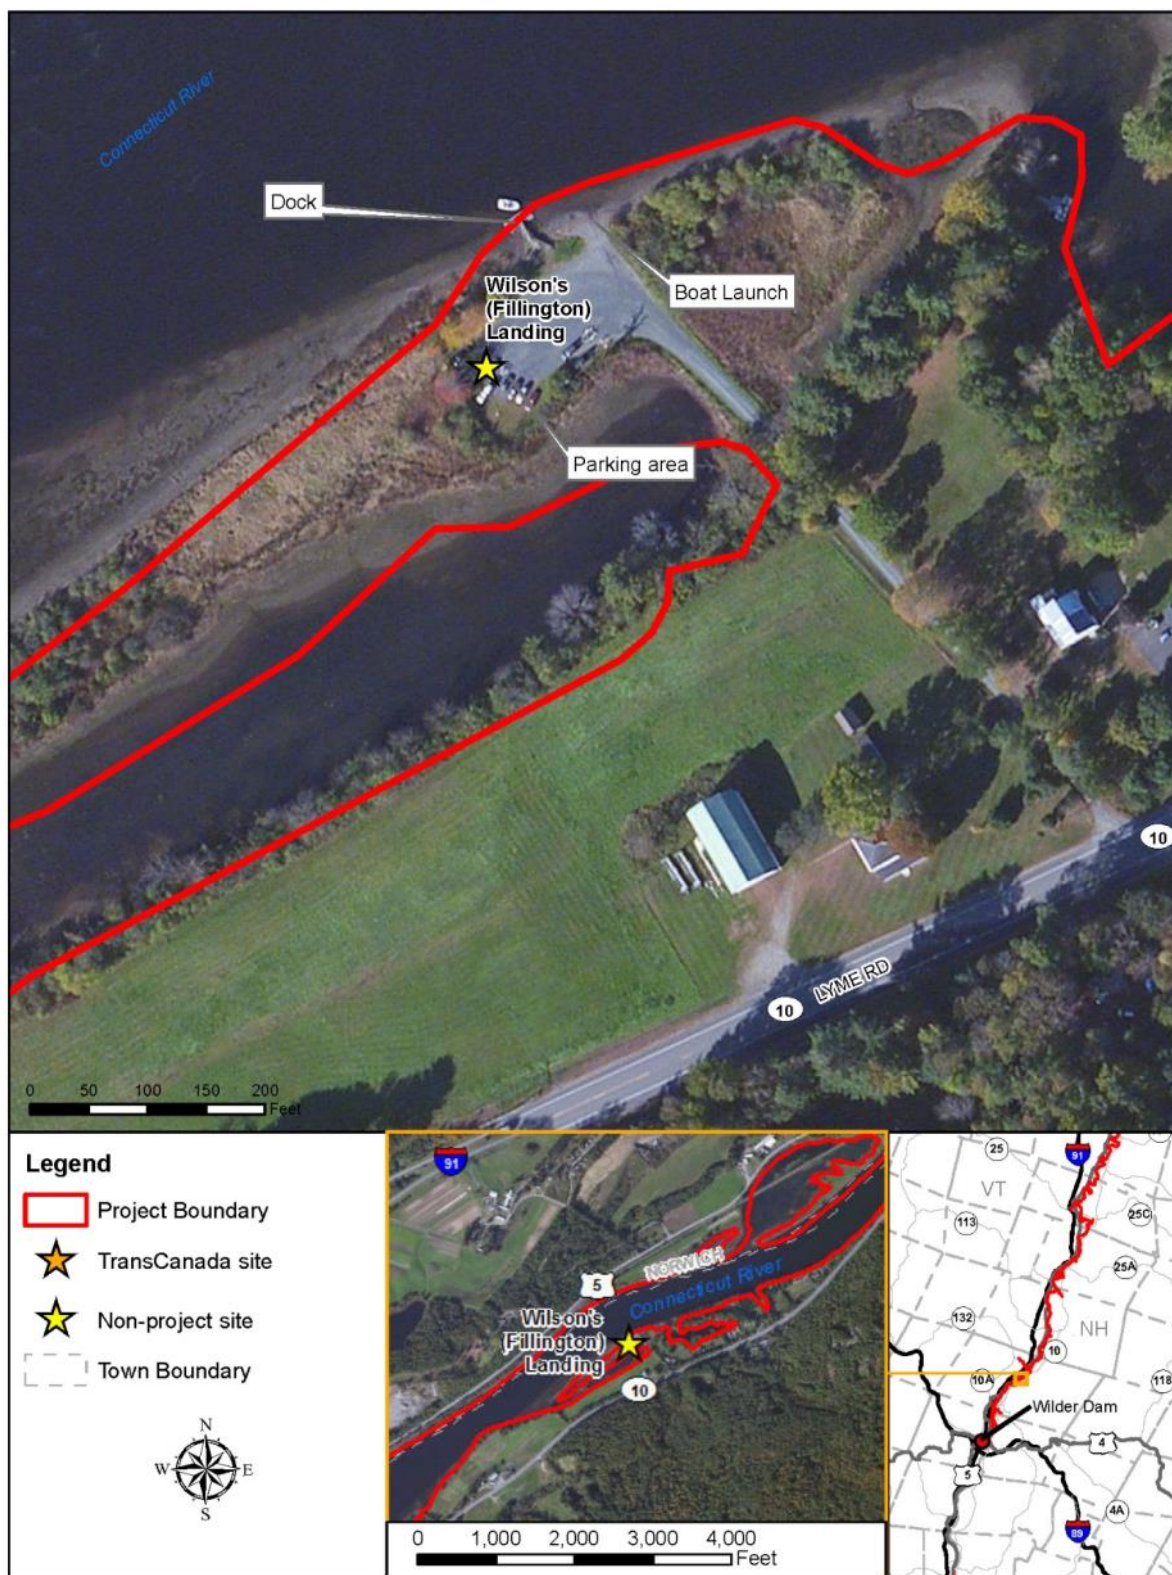 Connecticut River
Dock
Wilson's
(Fillington)
Landing
Boat Launch
Parking area
10
10
LYME RD
0 50 100 150 200
Feet
Legend
Project Boundary
TransCanada site
Non-project site
Town Boundary
N
W E
S
91
NORWICH
5
Connecticut River
Wilson's
(Fillington)
Landing
10
0 1,000 2,000 3,000 4,000
Feet
25
91
VT
113
25C
25A
132
NH
10
10A
118
Wilder Dam
4
5
4A
89